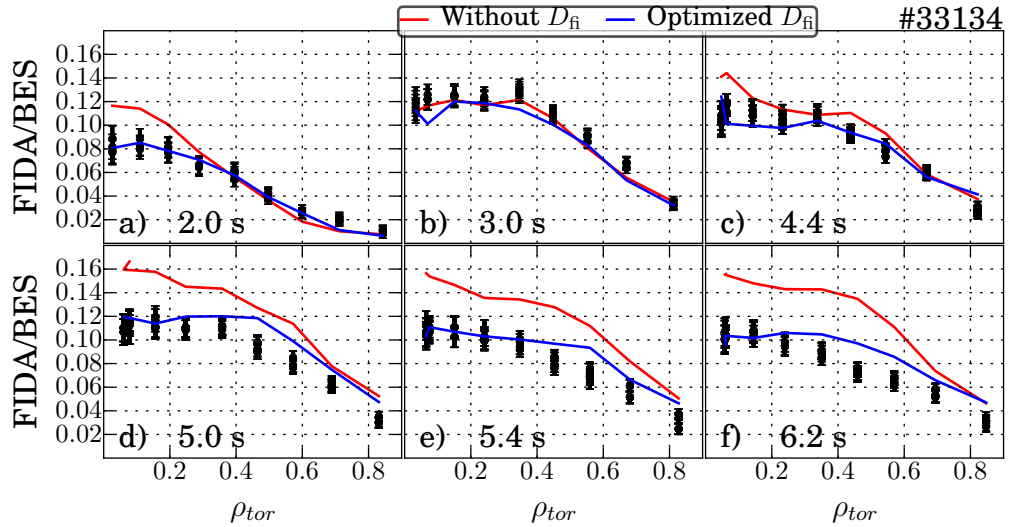 Without D_fi Optimized D_fi #33134
FIDA/BES
0.16
0.14
0.12
0.10
0.08
0.06
0.04
0.02
a) 2.0 s
b) 3.0 s
c) 4.4 s
FIDA/BES
0.16
0.14
0.12
0.10
0.08
0.06
0.04
0.02
d) 5.0 s
e) 5.4 s
f) 6.2 s
0.2 0.4 0.6 0.8 0.2 0.4 0.6 0.8 0.2 0.4 0.6 0.8
ρ_tor ρ_tor ρ_tor